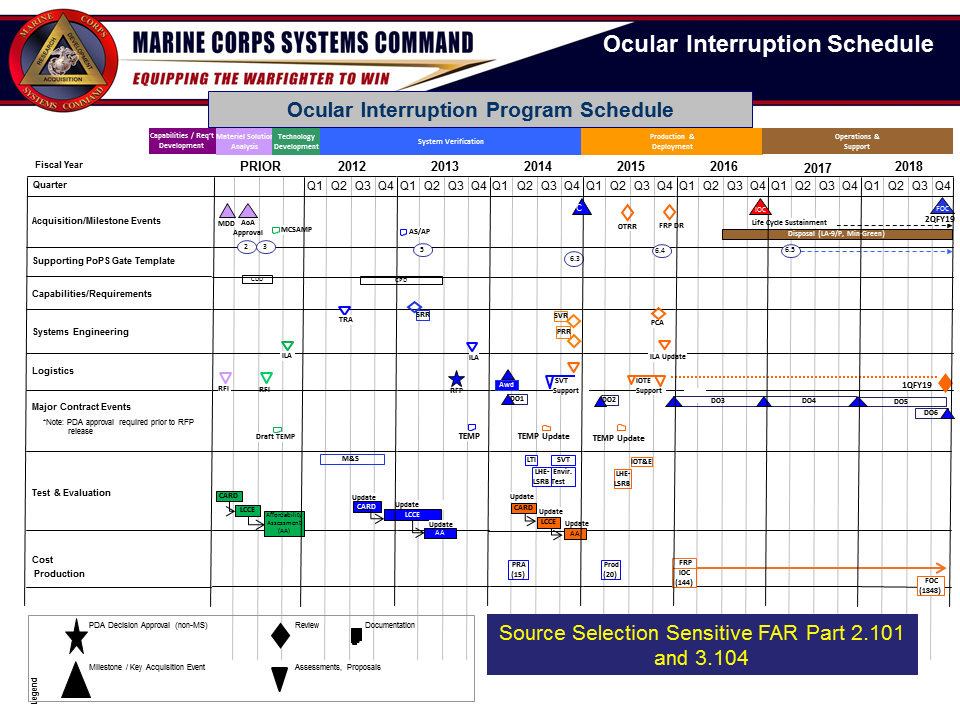 MARINE CORPS
SYSTEMS COMMAND
RESEARCH
DEVELOPMENT
ACQUISITION
MARINE CORPS SYSTEMS COMMAND
EQUIPPING THE WARFIGHTER TO WIN
Ocular Interruption Schedule
Ocular Interruption Program Schedule
Capabilities / Req't Development
Materiel Solution Analysis
Technology Development
System Verification
Production & Deployment
Operations & Support
Fiscal Year
PRIOR 2012 2013 2014 2015 2016 2017 2018
Quarter
Q1 Q2 Q3 Q4 Q1 Q2 Q3 Q4 Q1 Q2 Q3 Q4 Q1 Q2 Q3 Q4 Q1 Q2 Q3 Q4 Q1 Q2 Q3 Q4 Q1 Q2 Q3 Q4
Acquisition/Milestone Events
MDD
AoA Approval
MCSAMP
AS/AP
C
OTRR
FRP DR
IOC
Life Cycle Sustainment
FOC
2QFY19
Disposal (LA-9/P, Min-Green)
Supporting PoPS Gate Template
2 3 5 6.3 6.4 6.5
Capabilities/Requirements
CDD
CPD
Systems Engineering
TRA
SRR
SVR
PRR
PCA
ILA
ILA
ILA Update
Logistics
RFI
RFI
RFP
Awd
SVT Support
IOTE Support
1QFY19
Major Contract Events
*Note: PDA approval required prior to RFP
release
DO1
DO2
DO3
DO4
DO5
DO6
Draft TEMP
TEMP
TEMP Update
TEMP Update
Test & Evaluation
M&S
LTI
SVT
LHE-LSRB
Envir. Test
LHE-LSRB
IOT&E
CARD
LCCE
Affordability Assessment (AA)
Update
CARD
Update
LCCE
Update
AA
Update
CARD
Update
LCCE
Update
AA
Cost
Production
PRA
(15)
Prod
(20)
FRP
IOC
(144)
FOC
(1848)
Legend
PDA Decision Approval (non-MS)
Review
Documentation
Milestone / Key Acquisition Event
Assessments, Proposals
Source Selection Sensitive FAR Part 2.101
and 3.104